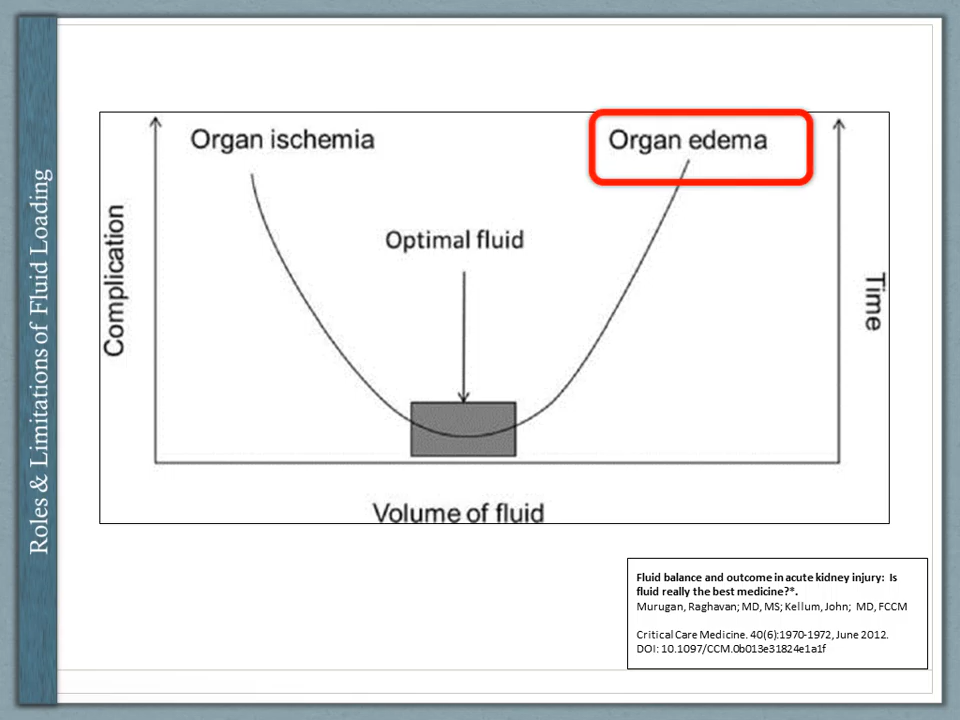 Roles & Limitations of Fluid Loading
Organ ischemia
Organ edema
Optimal fluid
Complication
Time
Volume of fluid
Fluid balance and outcome in acute kidney injury: Is
fluid really the best medicine?*.
Murugan, Raghavan; MD, MS; Kellum, John; MD, FCCM
Critical Care Medicine. 40(6):1970-1972, June 2012.
DOI: 10.1097/CCM.0b013e31824e1a1f